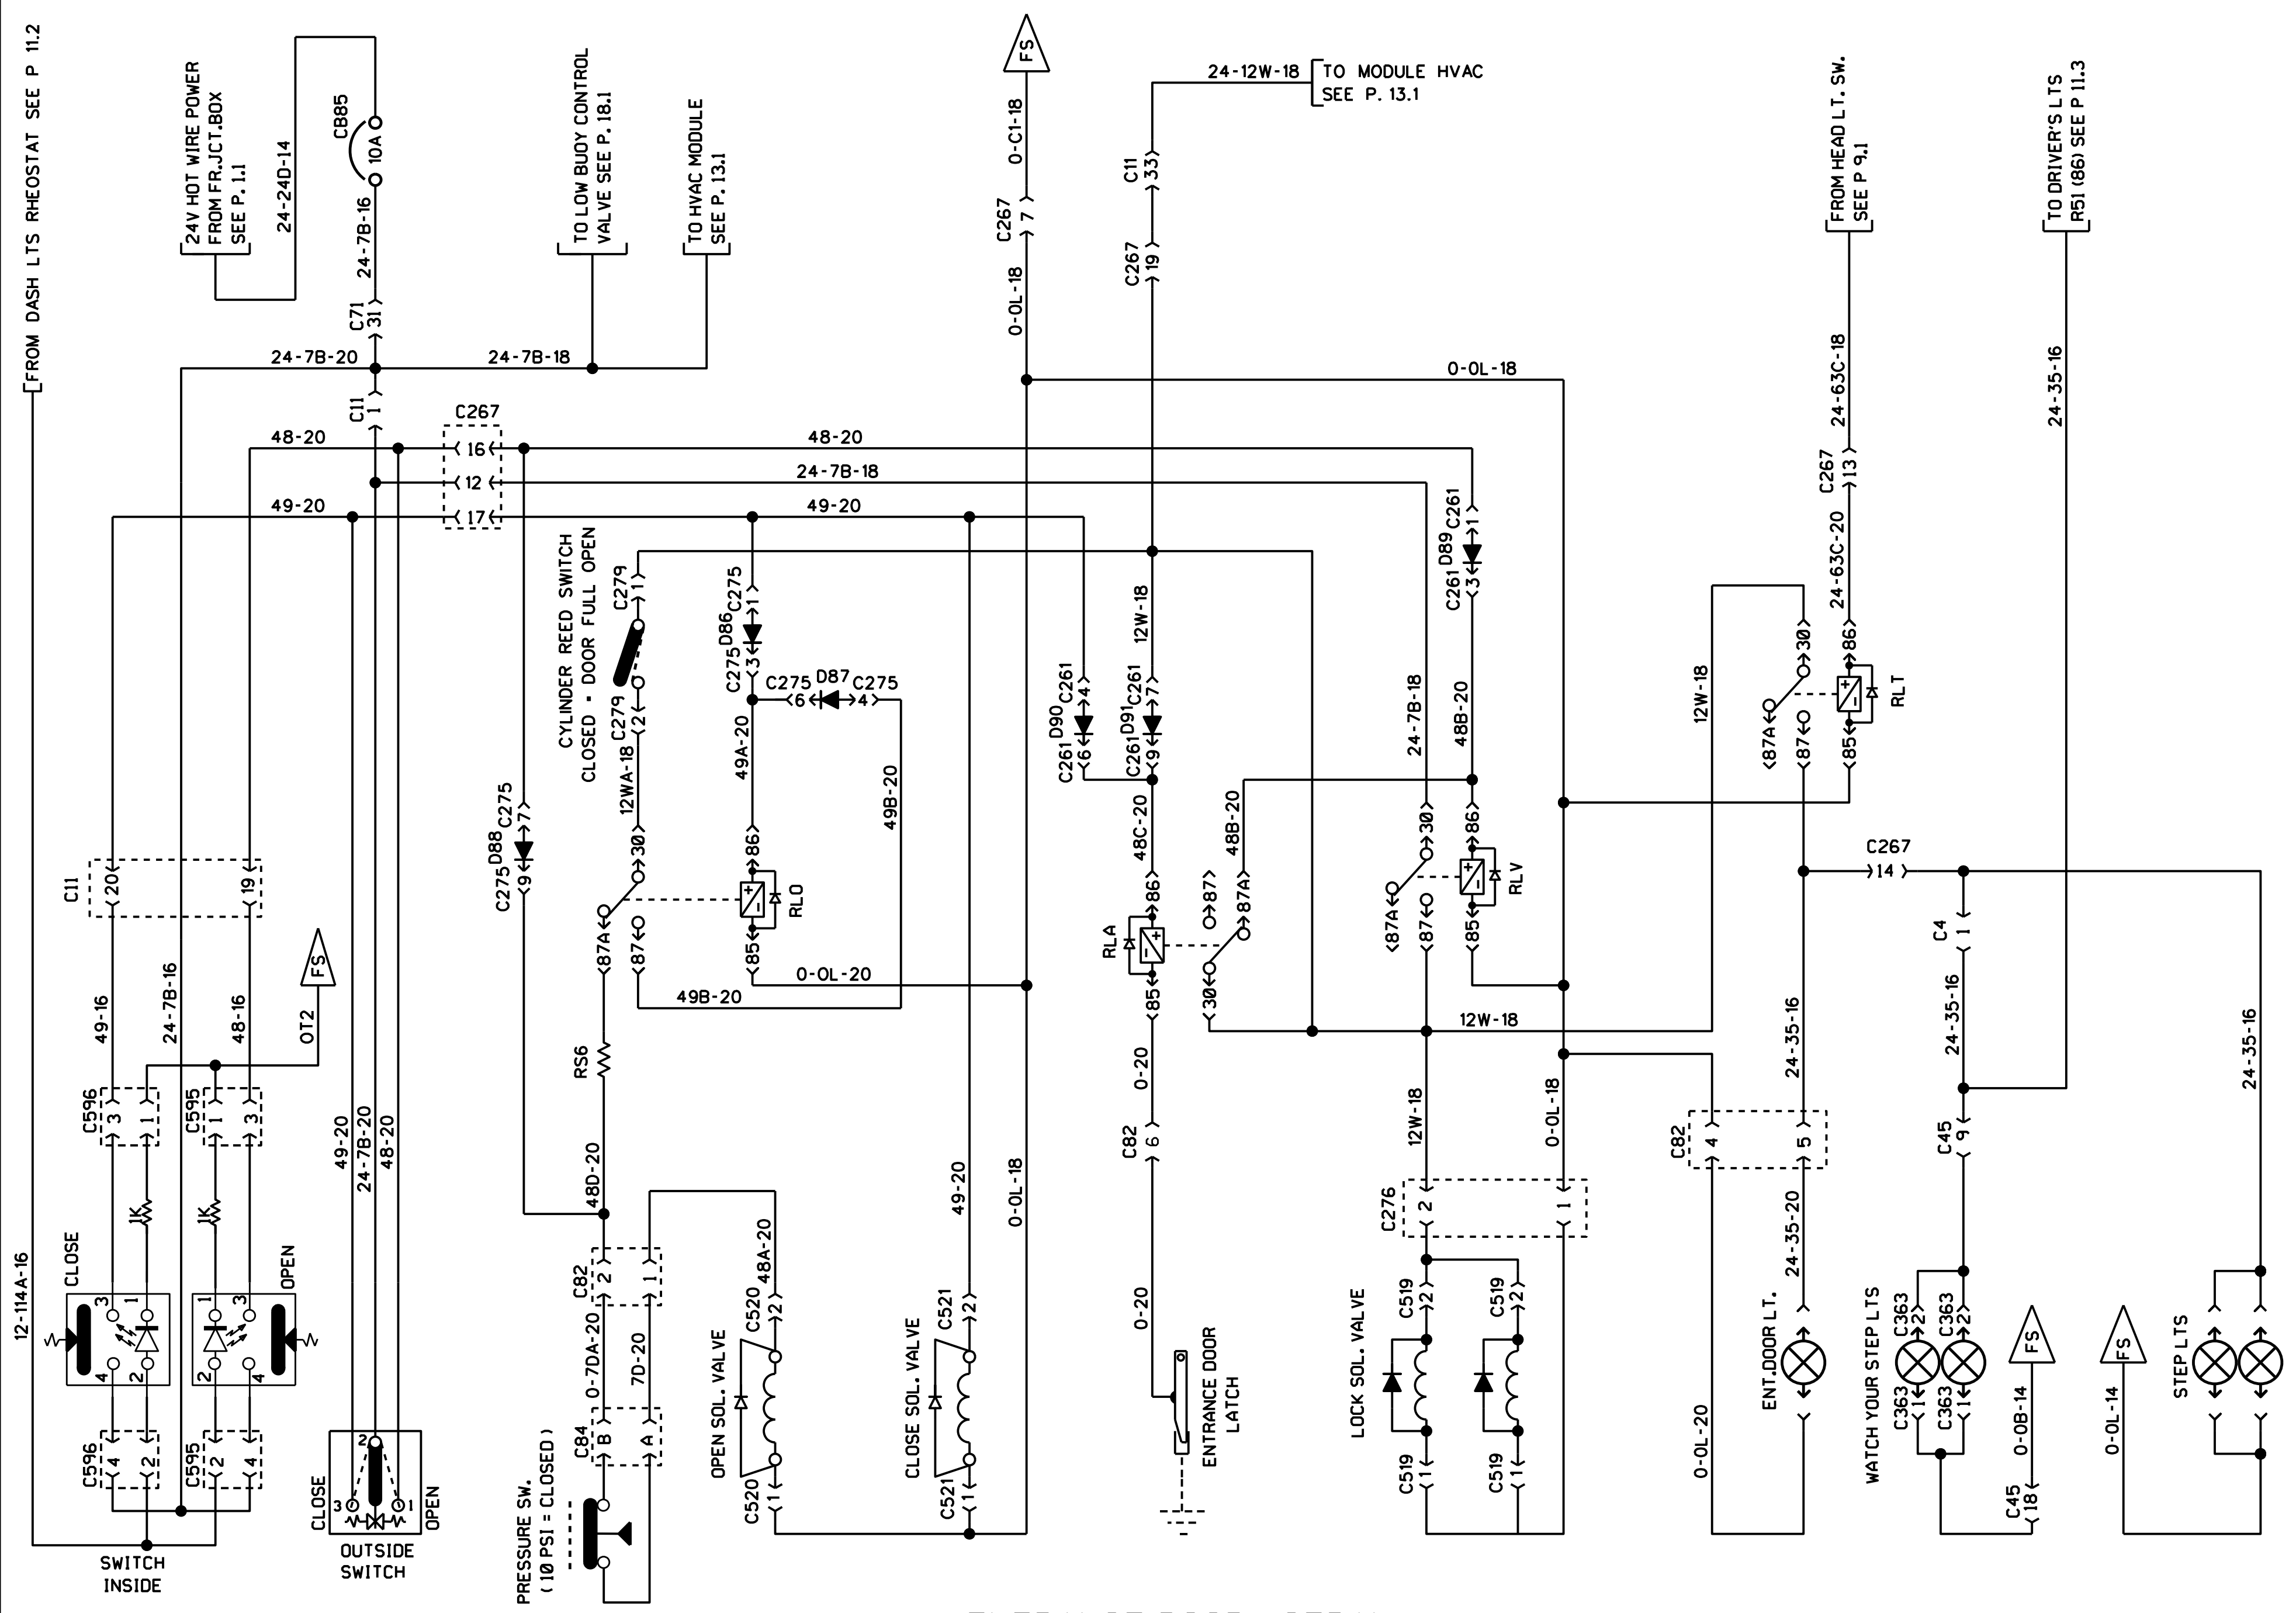 FROM DASH LTS RHEOSTAT SEE P 11.2
24V HOT WIRE POWER
FROM FR.JCT.BOX
SEE P. 1.1
24-24D-14
CB85
10A
24-7B-16
C71
31
24-7B-20
24-7B-18
TO LOW BUOY CONTROL
VALVE SEE P. 18.1
TO HVAC MODULE
SEE P. 13.1
FS
0-C1-18
C267
7
0-0L-18
24-12W-18
TO MODULE HVAC
SEE P. 13.1
C11
33
C267
19
FROM HEAD LT. SW.
SEE P 9.1
24-63C-18
C267
13
24-63C-20
TO DRIVER'S LTS
R51 (86) SEE P 11.3
24-35-16
C11
1
C267
48-20
16
48-20
12
24-7B-18
49-20
17
49-20
0-0L-18
CYLINDER REED SWITCH
CLOSED = DOOR FULL OPEN
C279
1
C279
2
12WA-18
30
87A
87
C275
1
D86
C275
3
C275
6
D87
4
C275
49A-20
86
RLO
85
0-0L-20
49B-20
49B-20
C275
7
D88
C275
9
C261
4
D90
C261
6
12W-18
C261
7
D91
C261
9
48C-20
86
RLA
85
48B-20
87
87A
30
C261
1
D89
C261
3
24-7B-18
48B-20
30
87A
87
86
RLV
85
12W-18
12W-18
30
87A
87
86
RLT
85
C267
14
C4
1
24-35-16
24-35-16
24-35-16
C45
9
C11
20
19
49-16
24-7B-16
48-16
0T2
FS
C596
3
1
C595
1
3
1K
1K
CLOSE
OPEN
3
1
1
3
4
2
2
4
C596
4
2
C595
2
4
12-114A-16
SWITCH
INSIDE
49-20
24-7B-20
48-20
2
3
1
CLOSE
OPEN
OUTSIDE
SWITCH
RS6
48D-20
C82
2
1
0-7DA-20
7D-20
C84
B
A
PRESSURE SW.
(10 PSI = CLOSED)
48A-20
C520
2
OPEN SOL. VALVE
C520
1
49-20
C521
2
CLOSE SOL. VALVE
C521
1
0-0L-18
0-20
C82
6
0-20
ENTRANCE DOOR
LATCH
12W-18
0-0L-18
C276
2
1
C519
2
C519
2
LOCK SOL. VALVE
C519
1
C519
1
C82
4
5
24-35-20
0-0L-20
ENT.DOOR LT.
WATCH YOUR STEP LTS
C363
2
C363
2
C363
1
C363
1
FS
0-0B-14
C45
18
FS
0-0L-14
STEP LTS